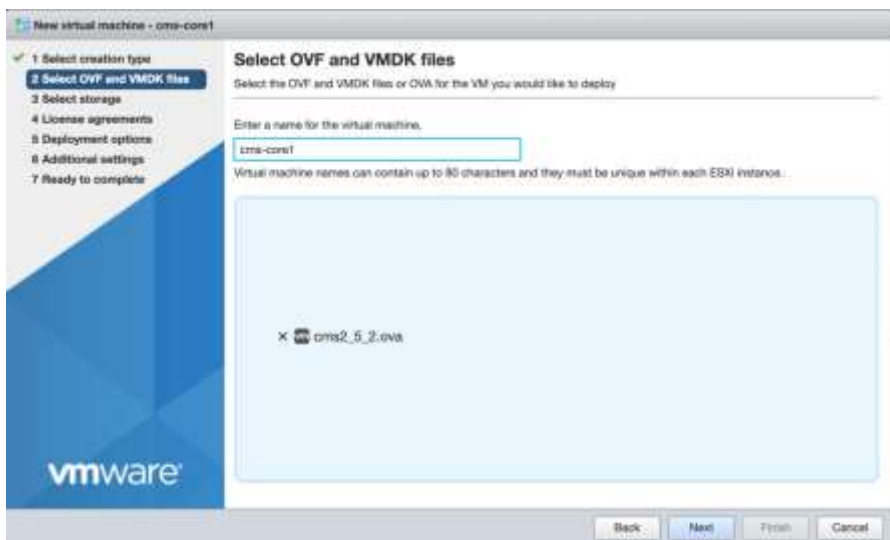 New virtual machine - cms-core1
1 Select creation type
2 Select OVF and VMDK files
3 Select storage
4 License agreements
5 Deployment options
6 Additional settings
7 Ready to complete
Select OVF and VMDK files
Select the OVF and VMDK files or OVA for the VM you would like to deploy
Enter a name for the virtual machine.
cms-core1
Virtual machine names can contain up to 80 characters and they must be unique within each ESXi instance.
× cms2_5_2.ova
vmware
Back Next Finish Cancel